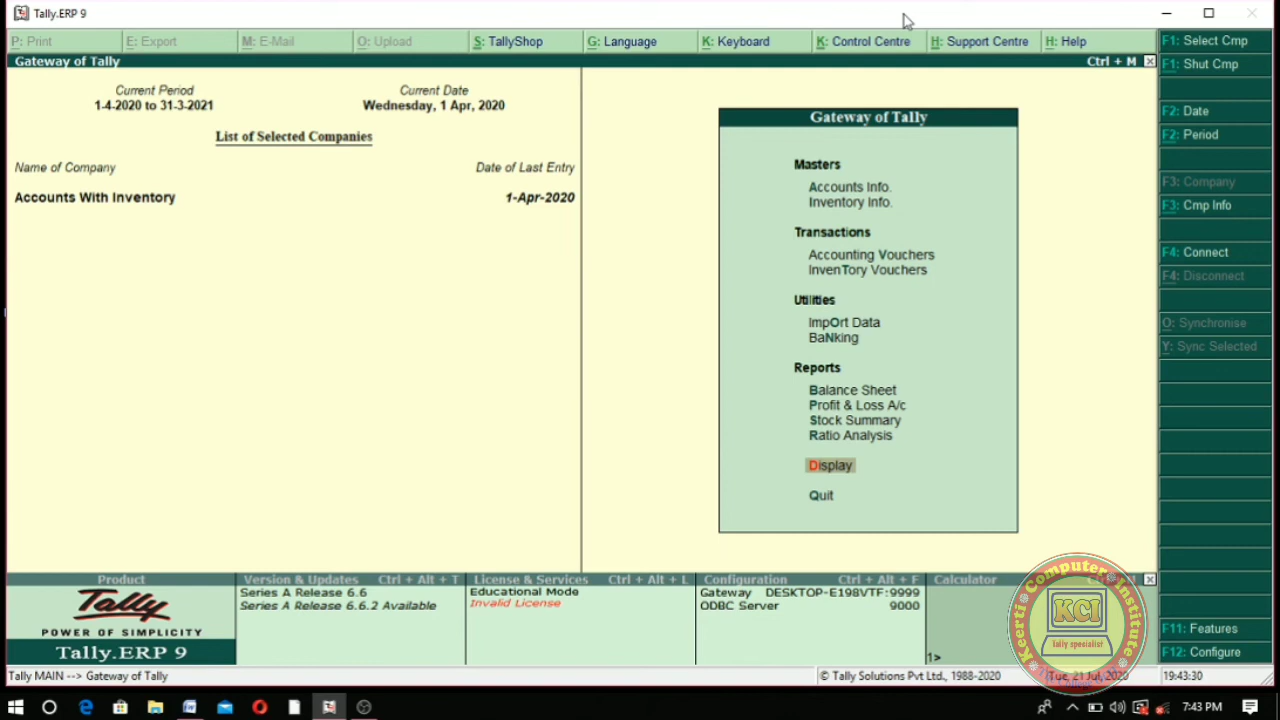 Tally.ERP 9
P: Print E: Export M: E-Mail O: Upload S: TallyShop G: Language K: Keyboard K: Control Centre H: Support Centre H: Help
Gateway of Tally Ctrl + M
Current Period Current Date
1-4-2020 to 31-3-2021 Wednesday, 1 Apr, 2020
List of Selected Companies
Name of Company Date of Last Entry
Accounts With Inventory 1-Apr-2020
Gateway of Tally
Masters
Accounts Info.
Inventory Info.
Transactions
Accounting Vouchers
InvenTory Vouchers
Utilities
ImpOrt Data
BaNking
Reports
Balance Sheet
Profit & Loss A/c
Stock Summary
Ratio Analysis
Display
Quit
F1: Select Cmp
F1: Shut Cmp
F2: Date
F2: Period
F3: Company
F3: Cmp Info
F4: Connect
F4: Disconnect
O: Synchronise
Y: Sync Selected
F11: Features
F12: Configure
Product
Tally
POWER OF SIMPLICITY
Tally.ERP 9
Version & Updates Ctrl + Alt + T
Series A Release 6.6
Series A Release 6.6.2 Available
License & Services Ctrl + Alt + L
Educational Mode
Invalid License
Configuration Ctrl + Alt + F
Gateway DESKTOP-E198VTF:9999
ODBC Server 9000
Calculator
1>
Keerti Computer Institute
KCI
Tally specialist
Tally MAIN --> Gateway of Tally © Tally Solutions Pvt Ltd., 1988-2020 Tue, 21 Jul, 2020 19:43:30
7:43 PM